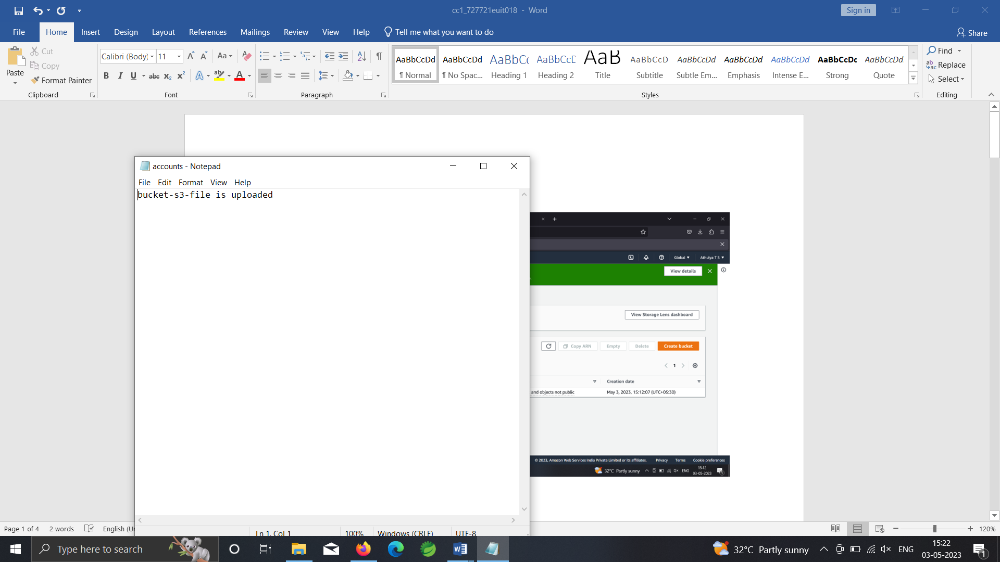 cc1_727721euit018 - Word
Sign in
File Home Insert Design Layout References Mailings Review View Help Tell me what you want to do
Share
Paste
Cut
Copy
Format Painter
Clipboard
Calibri (Body) 11
Font
Paragraph
AaBbCcDd AaBbCcDd AaBbCc AaBbCcD AaB AaBbCcD AaBbCcDd AaBbCcDd AaBbCcDd AaBbCcDc AaBbCcDd
¶ Normal ¶ No Spac... Heading 1 Heading 2 Title Subtitle Subtle Em... Emphasis Intense E... Strong Quote
Styles
Find
Replace
Select
Editing
accounts - Notepad
File Edit Format View Help
bucket-s3-file is uploaded
Ln 1, Col 1 100% Windows (CRLF) UTF-8
Global Athulya T S
View details
View Storage Lens dashboard
Copy ARN Empty Delete Create bucket
1
Creation date
and objects not public May 3, 2023, 15:12:07 (UTC+05:30)
© 2023, Amazon Web Services India Private Limited or its affiliates. Privacy Terms Cookie preferences
32°C Partly sunny ENG 15:12
03-05-2023
1
Page 1 of 4 2 words English (Un
120%
Type here to search
32°C Partly sunny ENG 15:22
03-05-2023
1